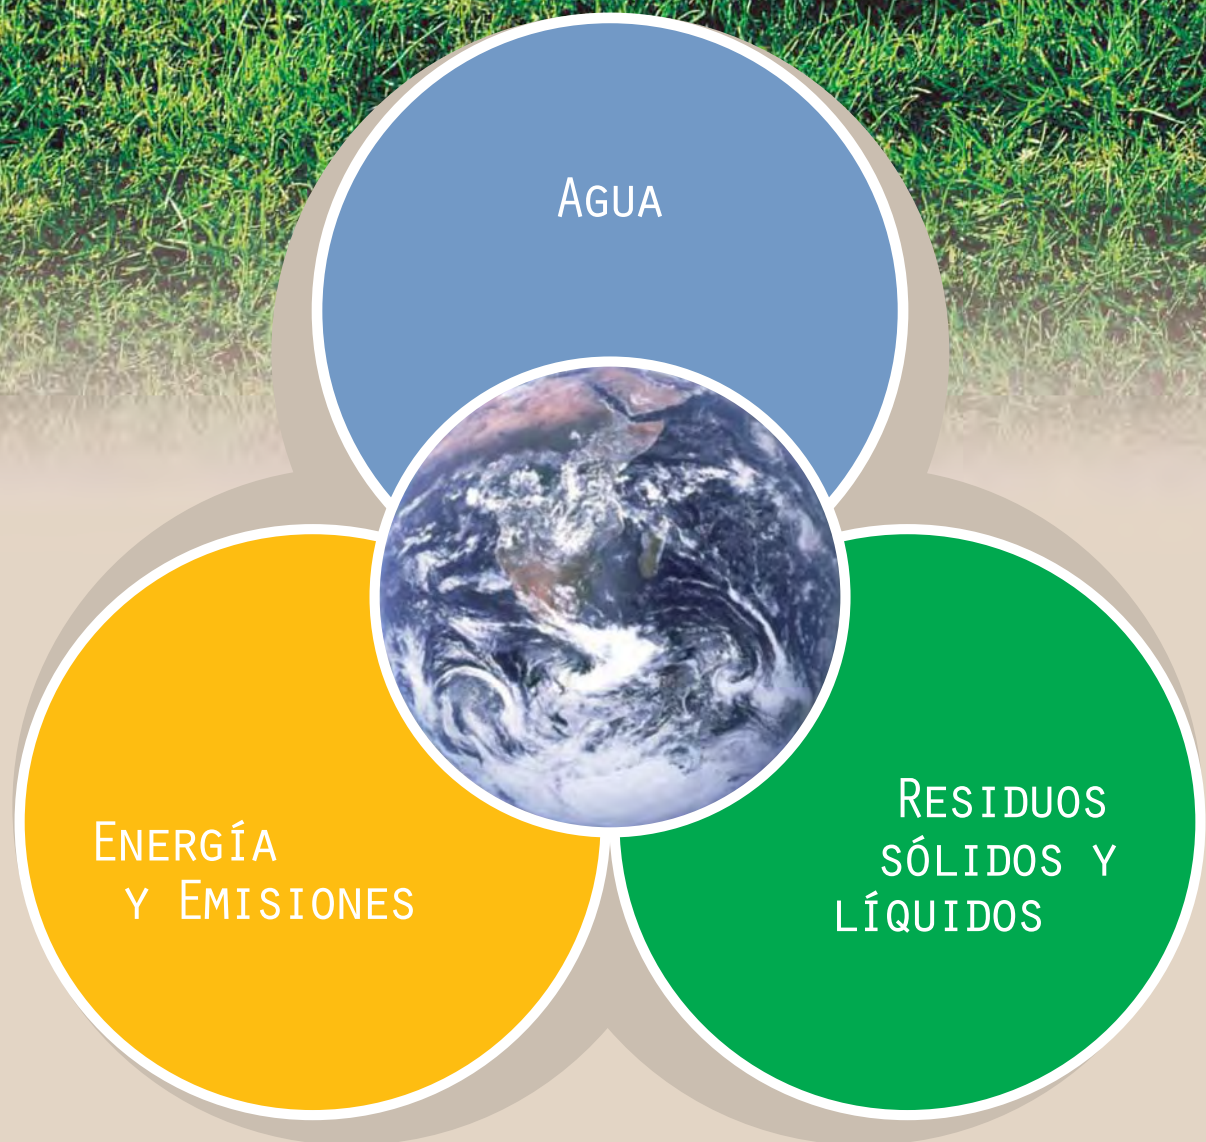 Agua
Energía
y Emisiones
Residuos
sólidos y
líquidos